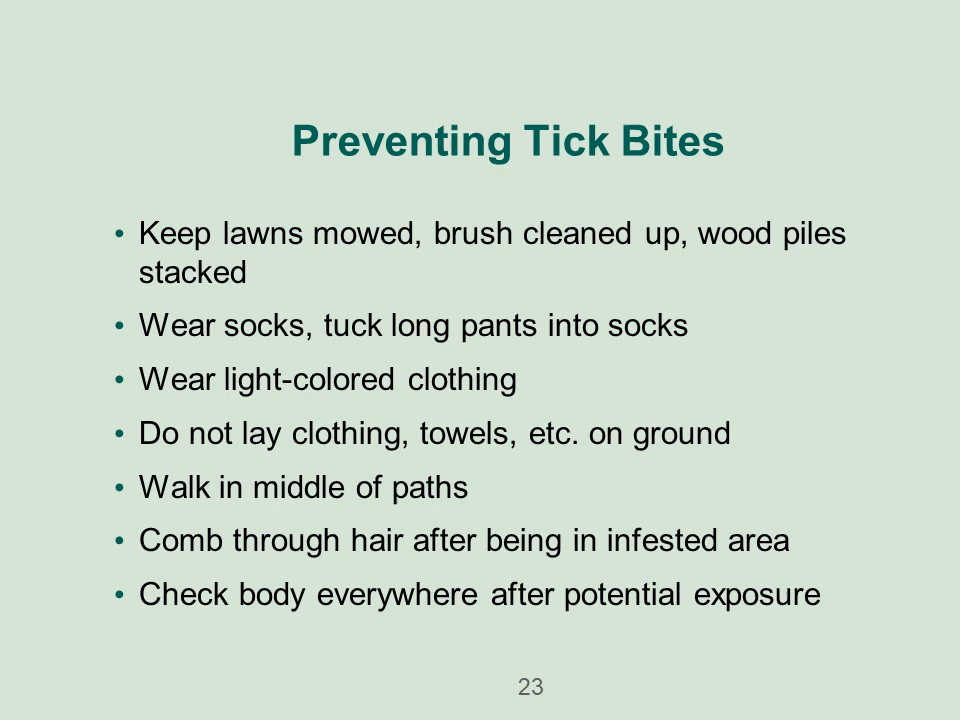 Preventing Tick Bites
• Keep lawns mowed, brush cleaned up, wood piles
stacked
• Wear socks, tuck long pants into socks
• Wear light-colored clothing
• Do not lay clothing, towels, etc. on ground
• Walk in middle of paths
• Comb through hair after being in infested area
• Check body everywhere after potential exposure
23